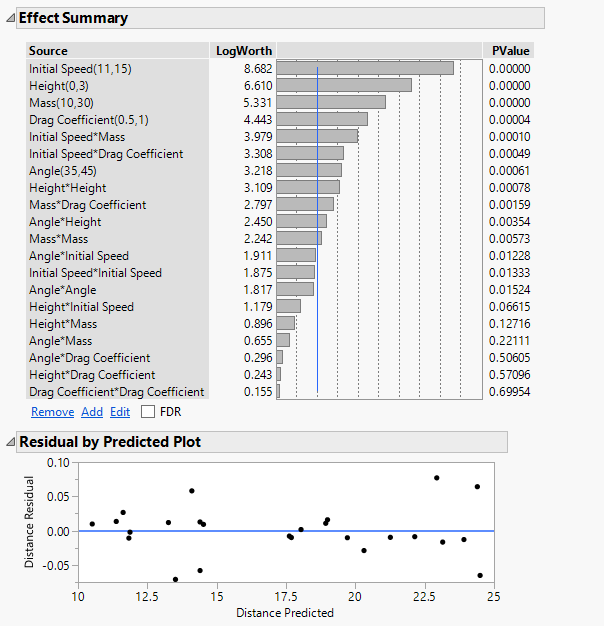 Effect Summary
Source LogWorth PValue
Initial Speed(11,15) 8.682 0.00000
Height(0,3) 6.610 0.00000
Mass(10,30) 5.331 0.00000
Drag Coefficient(0.5,1) 4.443 0.00004
Initial Speed*Mass 3.979 0.00010
Initial Speed*Drag Coefficient 3.308 0.00049
Angle(35,45) 3.218 0.00061
Height*Height 3.109 0.00078
Mass*Drag Coefficient 2.797 0.00159
Angle*Height 2.450 0.00354
Mass*Mass 2.242 0.00573
Angle*Initial Speed 1.911 0.01228
Initial Speed*Initial Speed 1.875 0.01333
Angle*Angle 1.817 0.01524
Height*Initial Speed 1.179 0.06615
Height*Mass 0.896 0.12716
Angle*Mass 0.655 0.22111
Angle*Drag Coefficient 0.296 0.50605
Height*Drag Coefficient 0.243 0.57096
Drag Coefficient*Drag Coefficient 0.155 0.69954
Remove Add Edit FDR
Residual by Predicted Plot
Distance Residual
0.10
0.05
0.00
-0.05
10 12.5 15 17.5 20 22.5 25
Distance Predicted